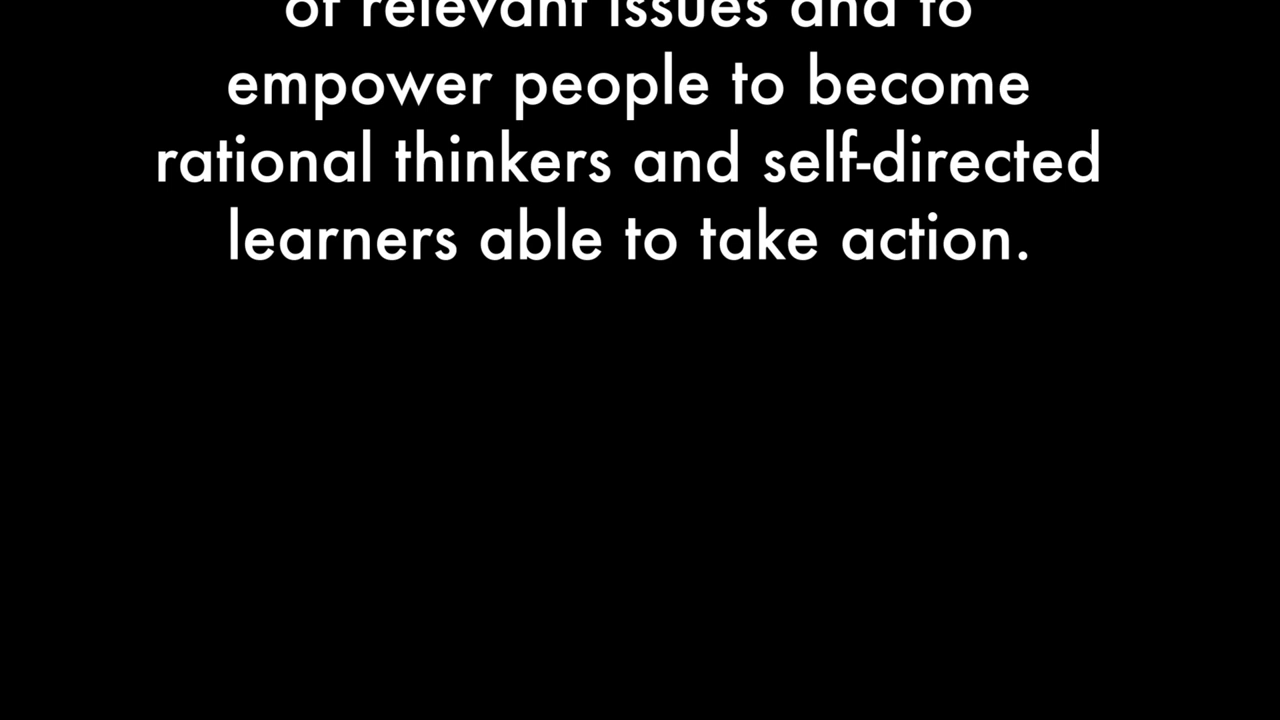 of relevant issues and to
empower people to become
rational thinkers and self-directed
learners able to take action.